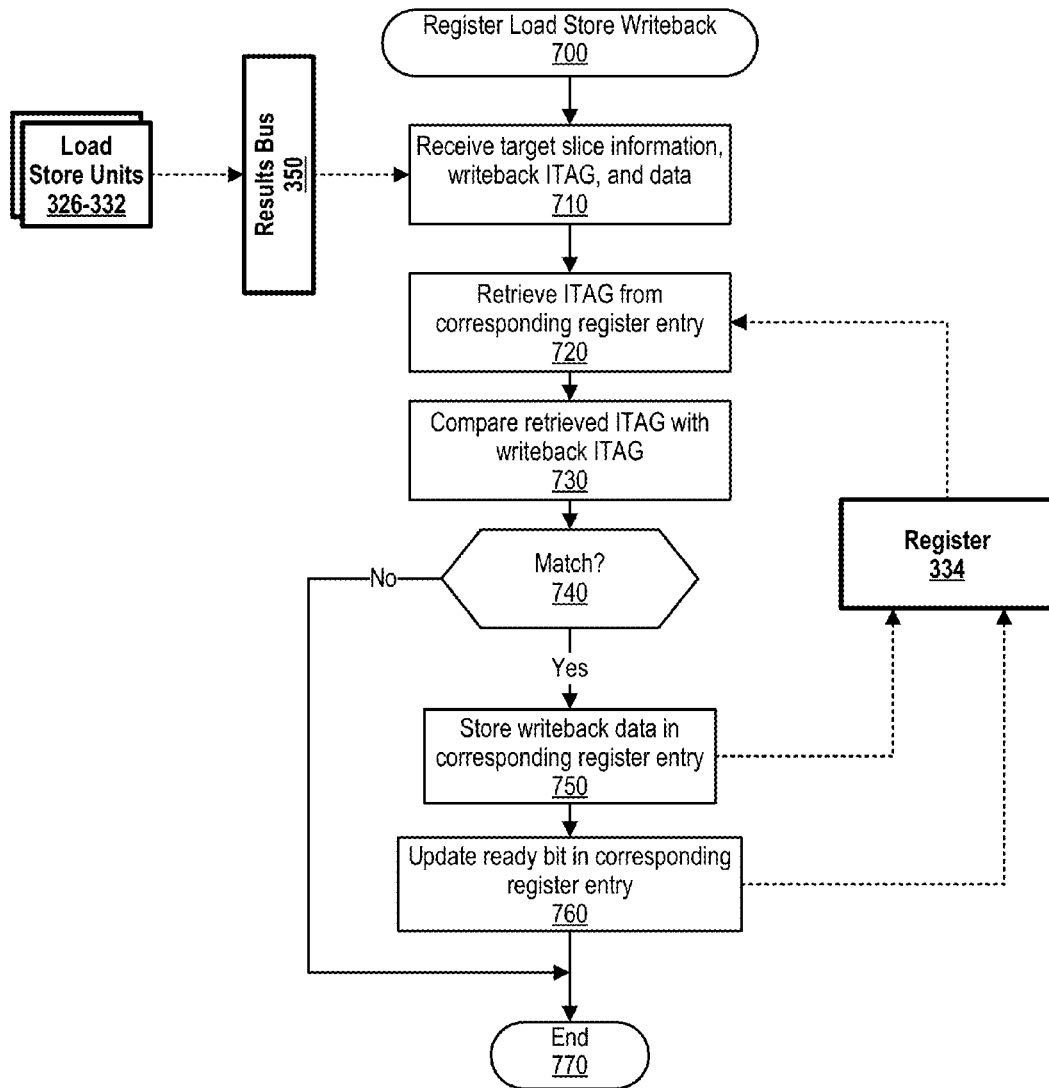 Register Load Store Writeback
700
Load
Store Units
326-332
Results Bus
350
Receive target slice information,
writeback ITAG, and data
710
Retrieve ITAG from
corresponding register entry
720
Compare retrieved ITAG with
writeback ITAG
730
Register
334
No
Match?
740
Yes
Store writeback data in
corresponding register entry
750
Update ready bit in corresponding
register entry
760
End
770